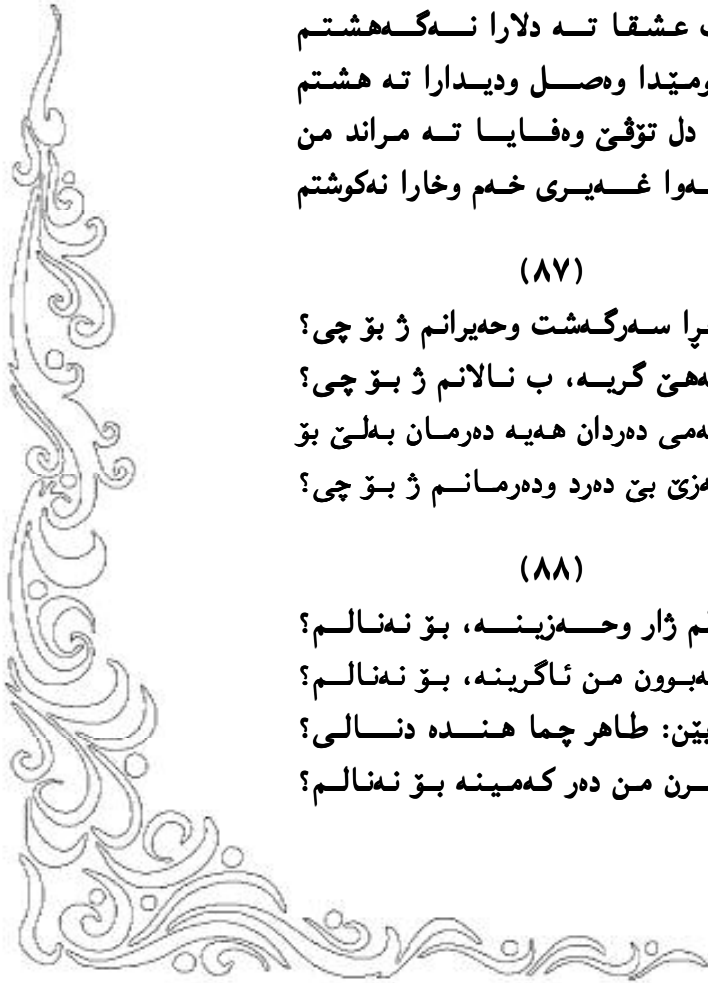 عشقا تە دلارا نەگەهشتم
وەصل ودیدارا تە هشتم
دل تۆڤێ وەفایا تە مراند من
غەیری خەم وخارا نەکوشتم
(٨٧)
سەرگەشت وحەیرانم ژ بۆ چی؟
گریە، ب نالانم ژ بۆ چی؟
دەردان هەیە دەرمان بەلێ بۆ
بێ دەرد ودەرمانم ژ بۆ چی؟
(٨٨)
ژار وحەزینە، بۆ نەنالم؟
من ئاگرینە، بۆ نەنالم؟
طاهر چما هندە دنالی؟
من دەر کەمینە بۆ نەنالم؟